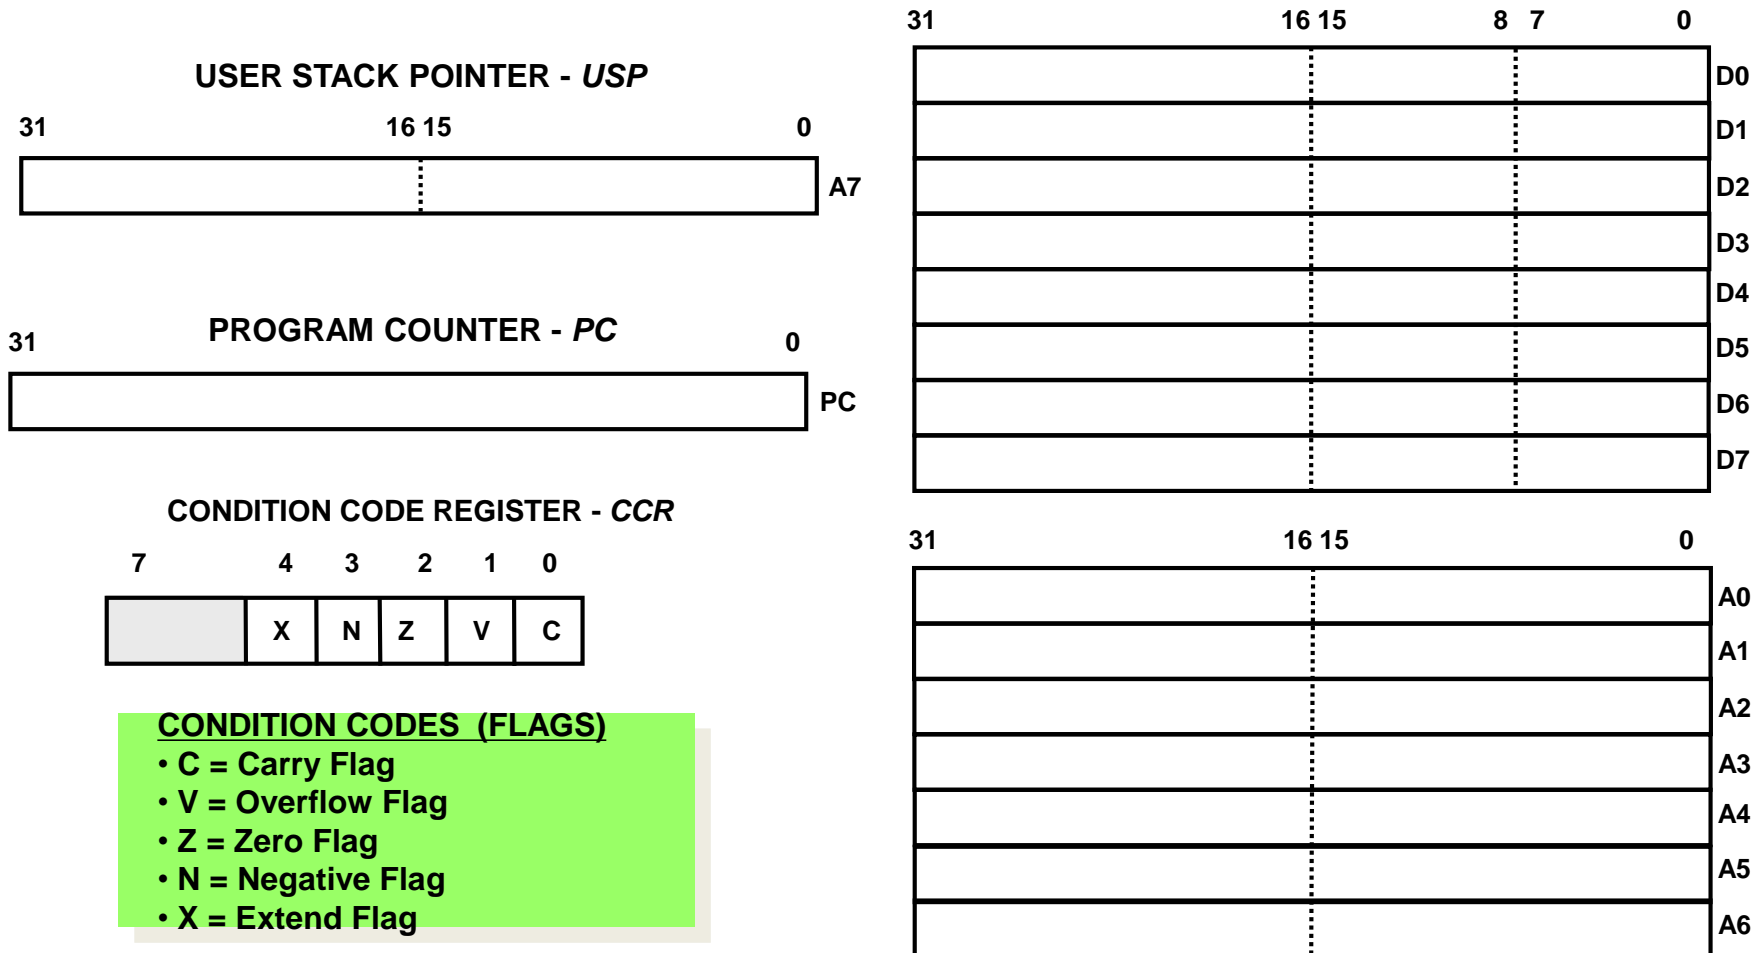 USER STACK POINTER - USP
31 16 15 0
A7
PROGRAM COUNTER - PC
31 0
PC
CONDITION CODE REGISTER - CCR
7 4 3 2 1 0
X N Z V C
CONDITION CODES (FLAGS)
• C = Carry Flag
• V = Overflow Flag
• Z = Zero Flag
• N = Negative Flag
• X = Extend Flag
31 16 15 8 7 0
D0
D1
D2
D3
D4
D5
D6
D7
31 16 15 0
A0
A1
A2
A3
A4
A5
A6